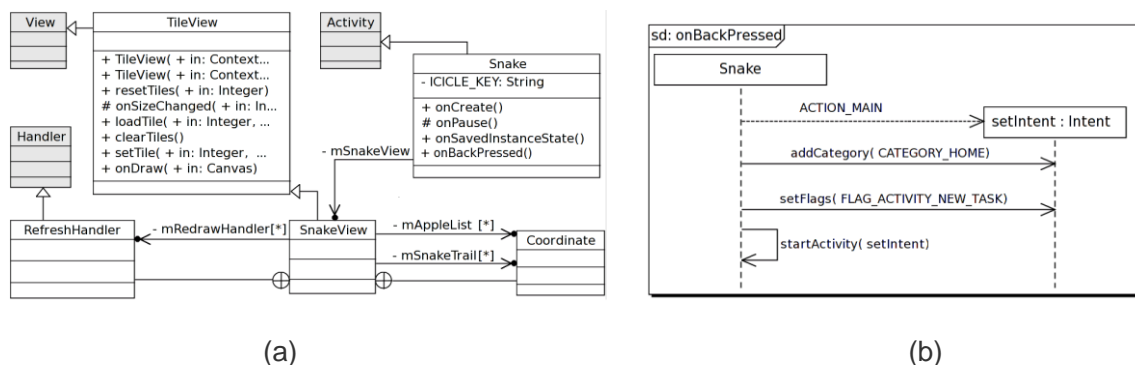 View
TileView
+ TileView( + in: Context...
+ TileView( + in: Context...
+ resetTiles( + in: Integer)
# onSizeChanged( + in: In...
+ loadTile( + in: Integer, ...
+ clearTiles()
+ setTile( + in: Integer, ...
+ onDraw( + in: Canvas)
Activity
Snake
- ICICLE_KEY: String
+ onCreate()
# onPause()
+ onSavedInstanceState()
+ onBackPressed()
Handler
- mSnakeView
RefreshHandler
- mRedrawHandler[*]
SnakeView
- mAppleList [*]
- mSnakeTrail[*]
Coordinate
(a)
sd: onBackPressed
Snake
ACTION_MAIN
setIntent : Intent
addCategory( CATEGORY_HOME)
setFlags( FLAG_ACTIVITY_NEW_TASK)
startActivity( setIntent)
(b)